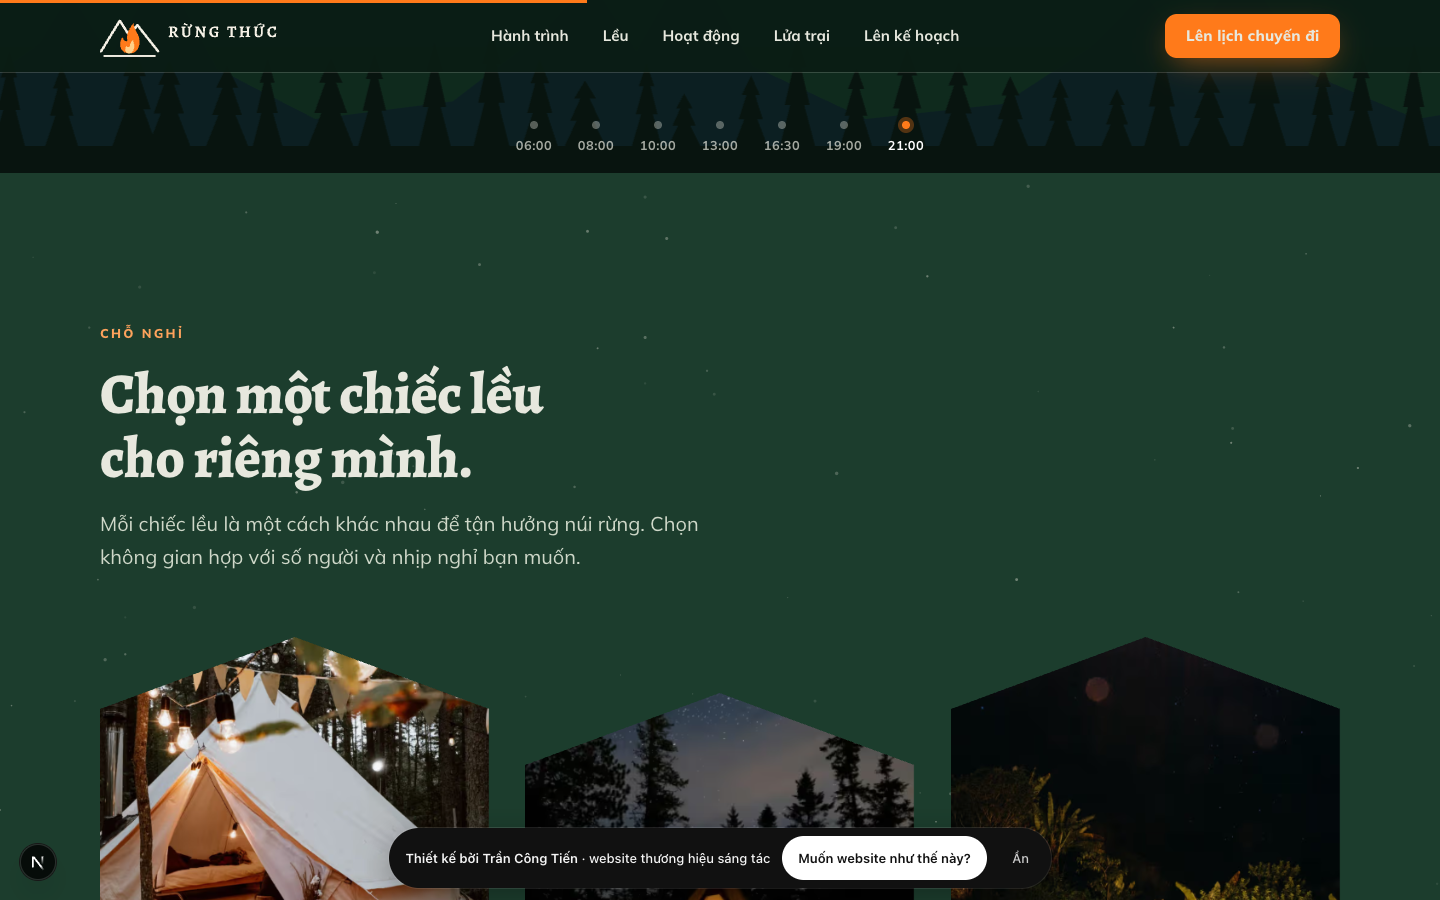 RỪNG THỨC
Hành trình
Lều
Hoạt động
Lửa trại
Lên kế hoạch
Lên lịch chuyến đi
06:00
08:00
10:00
13:00
16:30
19:00
21:00
CHỖ NGHỈ
Chọn một chiếc lều
cho riêng mình.
Mỗi chiếc lều là một cách khác nhau để tận hưởng núi rừng. Chọn
không gian hợp với số người và nhịp nghỉ bạn muốn.
Thiết kế bởi Trần Công Tiến · website thương hiệu sáng tác
Muốn website như thế này?
Ẩn
N